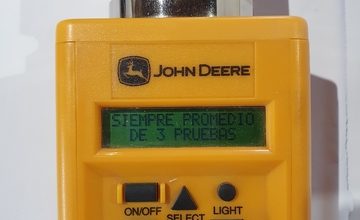 JOHN DEERE
SIEMPRE PROMEDIO
DE 3 PRUEBAS
ON/OFF
SELECT
LIGHT